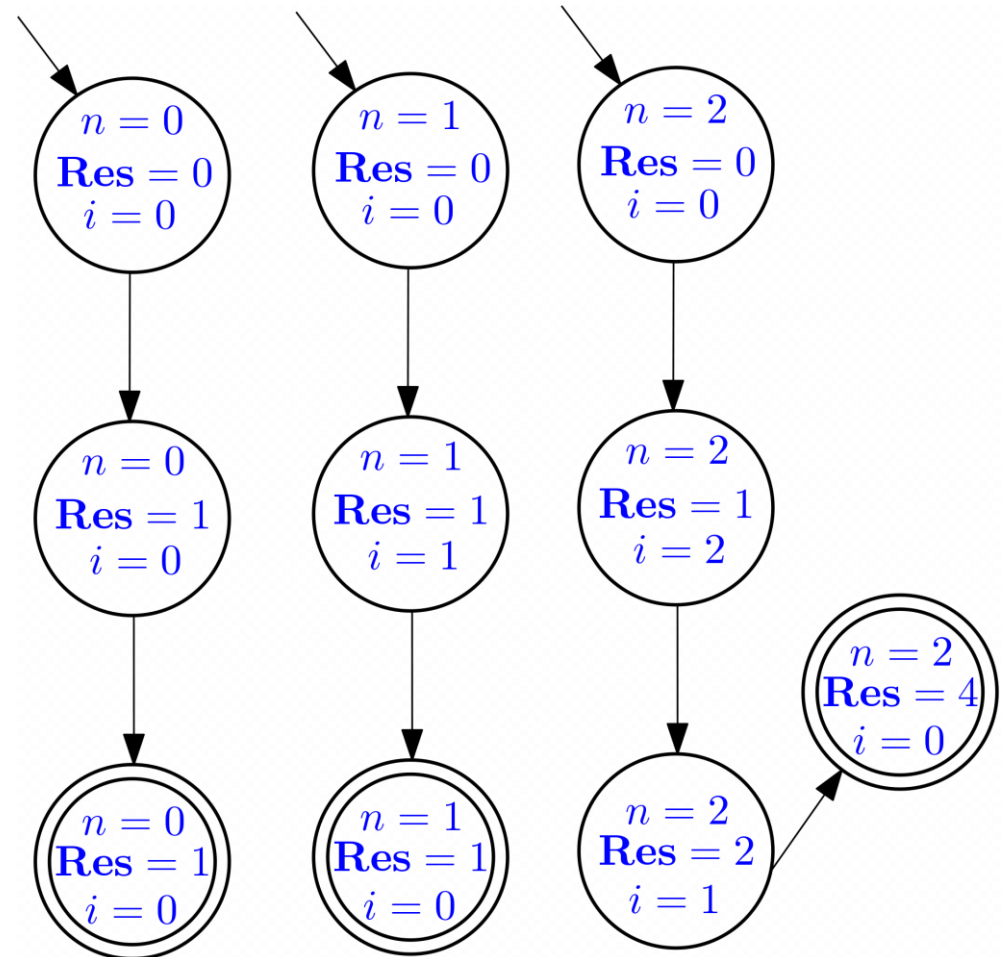 n = 0
Res = 0
i = 0
n = 1
Res = 0
i = 0
n = 2
Res = 0
i = 0
n = 0
Res = 1
i = 0
n = 1
Res = 1
i = 1
n = 2
Res = 1
i = 2
n = 0
Res = 1
i = 0
n = 1
Res = 1
i = 0
n = 2
Res = 2
i = 1
n = 2
Res = 4
i = 0